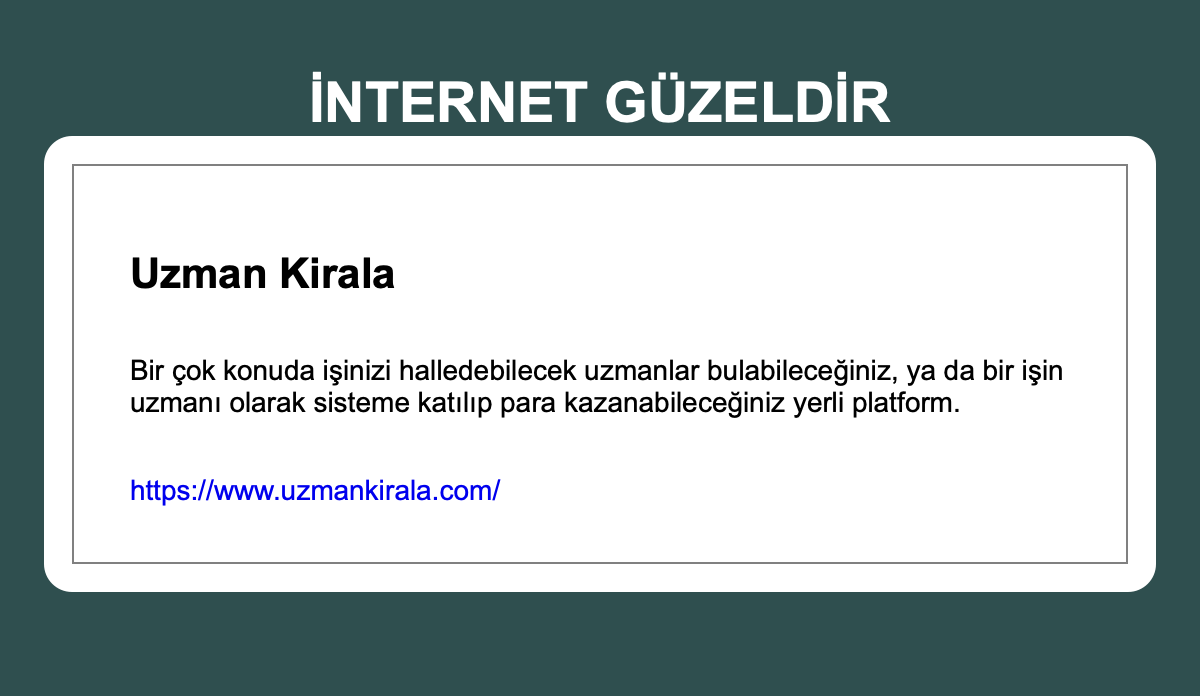 İNTERNET GÜZELDİR
Uzman Kirala
Bir çok konuda işinizi halledebilecek uzmanlar bulabileceğiniz, ya da bir işin
uzmanı olarak sisteme katılıp para kazanabileceğiniz yerli platform.
https://www.uzmankirala.com/